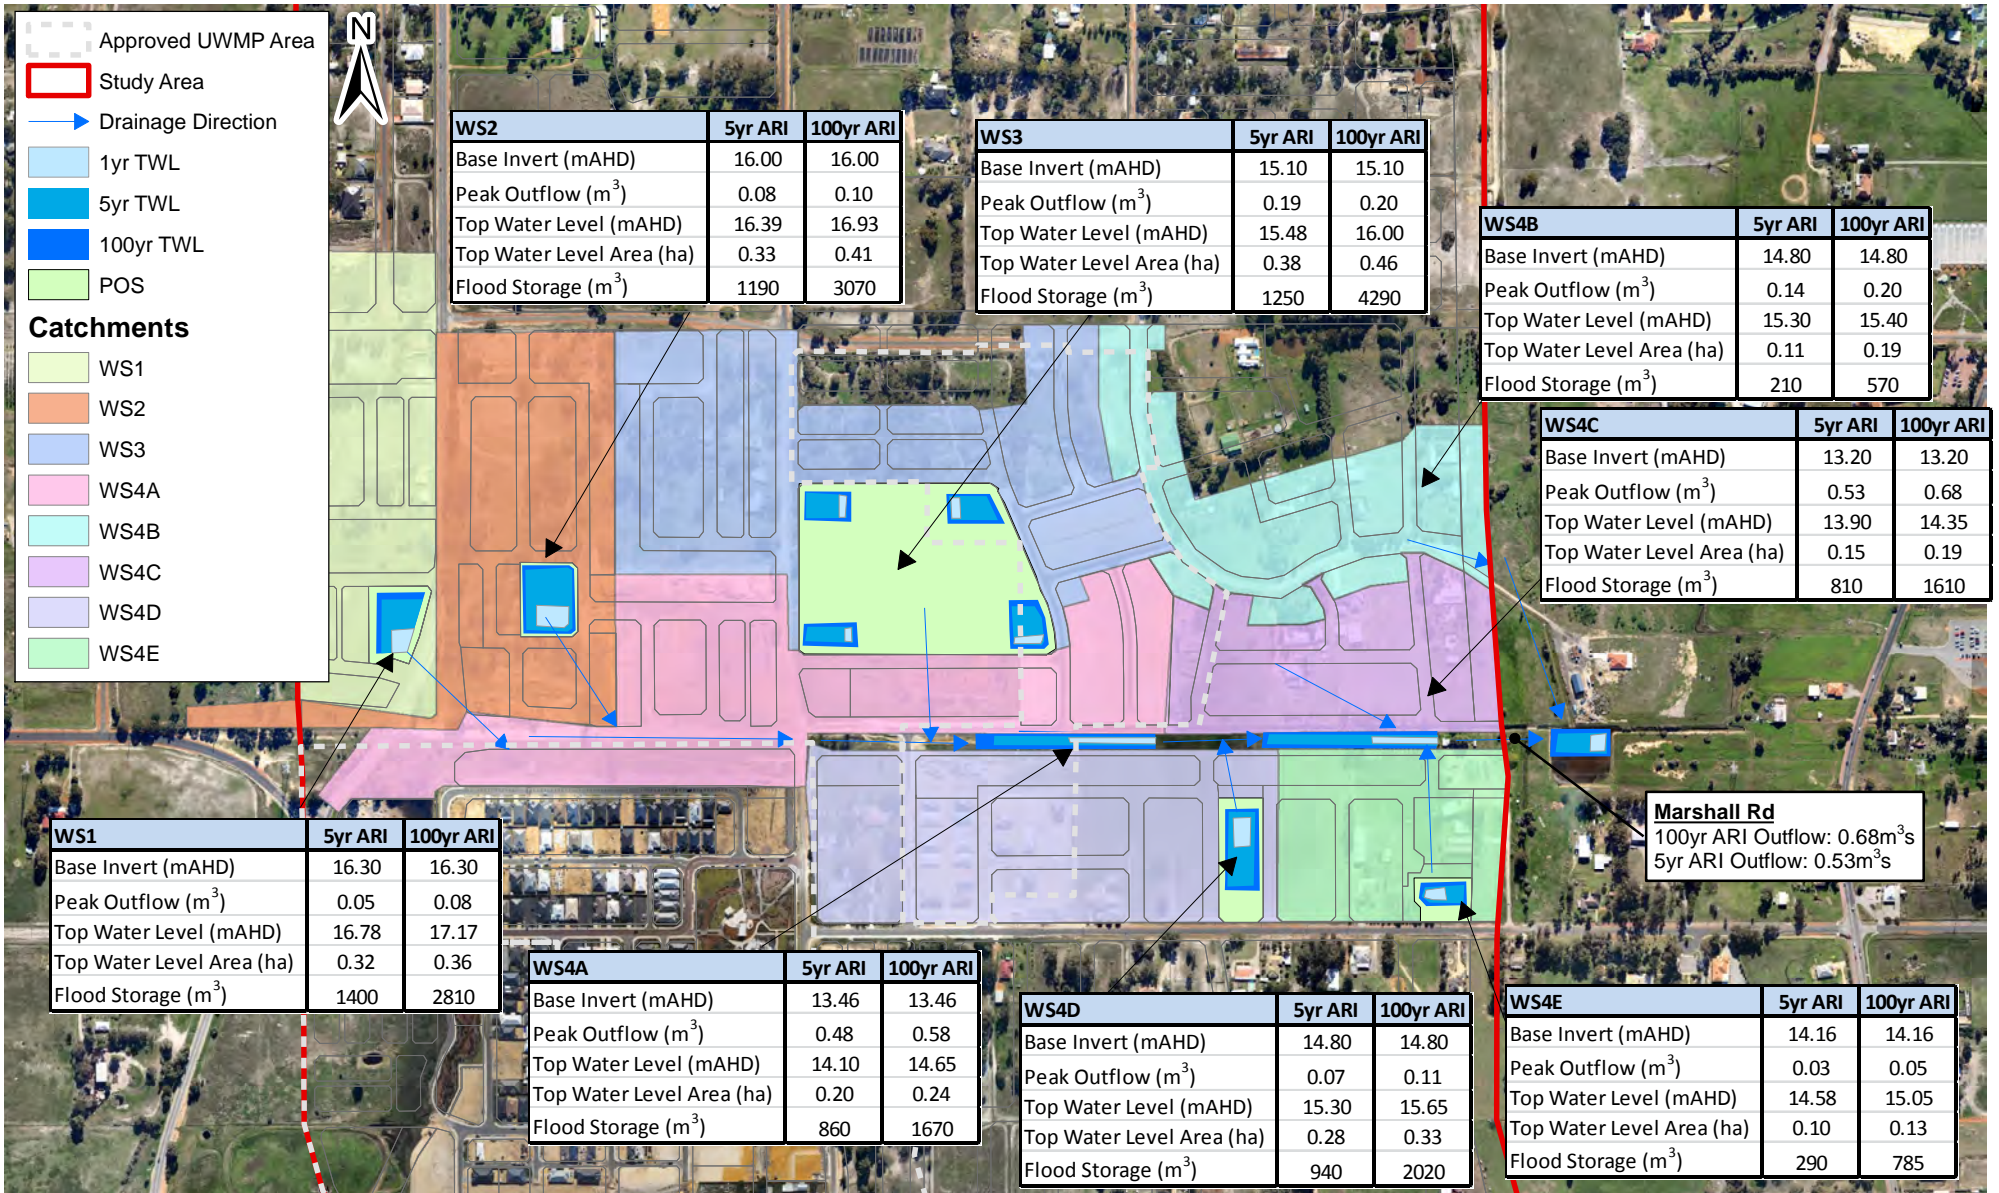 Approved UWMP Area
Study Area
Drainage Direction
1yr TWL
5yr TWL
100yr TWL
POS
Catchments
WS1
WS2
WS3
WS4A
WS4B
WS4C
WS4D
WS4E
N
WS2 5yr ARI 100yr ARI
Base Invert (mAHD) 16.00 16.00
Peak Outflow (m³) 0.08 0.10
Top Water Level (mAHD) 16.39 16.93
Top Water Level Area (ha) 0.33 0.41
Flood Storage (m³) 1190 3070
WS3 5yr ARI 100yr ARI
Base Invert (mAHD) 15.10 15.10
Peak Outflow (m³) 0.19 0.20
Top Water Level (mAHD) 15.48 16.00
Top Water Level Area (ha) 0.38 0.46
Flood Storage (m³) 1250 4290
WS4B 5yr ARI 100yr ARI
Base Invert (mAHD) 14.80 14.80
Peak Outflow (m³) 0.14 0.20
Top Water Level (mAHD) 15.30 15.40
Top Water Level Area (ha) 0.11 0.19
Flood Storage (m³) 210 570
WS4C 5yr ARI 100yr ARI
Base Invert (mAHD) 13.20 13.20
Peak Outflow (m³) 0.53 0.68
Top Water Level (mAHD) 13.90 14.35
Top Water Level Area (ha) 0.15 0.19
Flood Storage (m³) 810 1610
Marshall Rd
100yr ARI Outflow: 0.68m³s
5yr ARI Outflow: 0.53m³s
WS1 5yr ARI 100yr ARI
Base Invert (mAHD) 16.30 16.30
Peak Outflow (m³) 0.05 0.08
Top Water Level (mAHD) 16.78 17.17
Top Water Level Area (ha) 0.32 0.36
Flood Storage (m³) 1400 2810
WS4A 5yr ARI 100yr ARI
Base Invert (mAHD) 13.46 13.46
Peak Outflow (m³) 0.48 0.58
Top Water Level (mAHD) 14.10 14.65
Top Water Level Area (ha) 0.20 0.24
Flood Storage (m³) 860 1670
WS4D 5yr ARI 100yr ARI
Base Invert (mAHD) 14.80 14.80
Peak Outflow (m³) 0.07 0.11
Top Water Level (mAHD) 15.30 15.65
Top Water Level Area (ha) 0.28 0.33
Flood Storage (m³) 940 2020
WS4E 5yr ARI 100yr ARI
Base Invert (mAHD) 14.16 14.16
Peak Outflow (m³) 0.03 0.05
Top Water Level (mAHD) 14.58 15.05
Top Water Level Area (ha) 0.10 0.13
Flood Storage (m³) 290 785